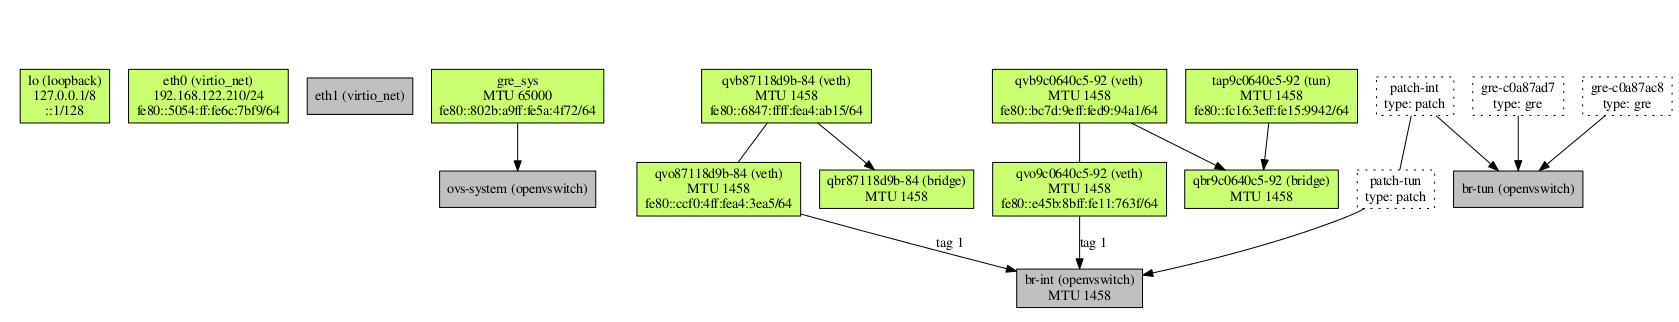 lo (loopback)
127.0.0.1/8
::1/128
eth0 (virtio_net)
192.168.122.210/24
fe80::5054:ff:fe6c:7bf9/64
eth1 (virtio_net)
gre_sys
MTU 65000
fe80::802b:a9ff:fe5a:4f72/64
qvb87118d9b-84 (veth)
MTU 1458
fe80::6847:ffff:fea4:ab15/64
qvb9c0640c5-92 (veth)
MTU 1458
fe80::bc7d:9eff:fed9:94a1/64
tap9c0640c5-92 (tun)
MTU 1458
fe80::fc16:3eff:fe15:9942/64
patch-int
type: patch
gre-c0a87ad7
type: gre
gre-c0a87ac8
type: gre
ovs-system (openvswitch)
qvo87118d9b-84 (veth)
MTU 1458
fe80::ccf0:4ff:fea4:3ea5/64
qbr87118d9b-84 (bridge)
MTU 1458
qvo9c0640c5-92 (veth)
MTU 1458
fe80::e45b:8bff:fe11:763f/64
qbr9c0640c5-92 (bridge)
MTU 1458
patch-tun
type: patch
br-tun (openvswitch)
tag 1
tag 1
br-int (openvswitch)
MTU 1458